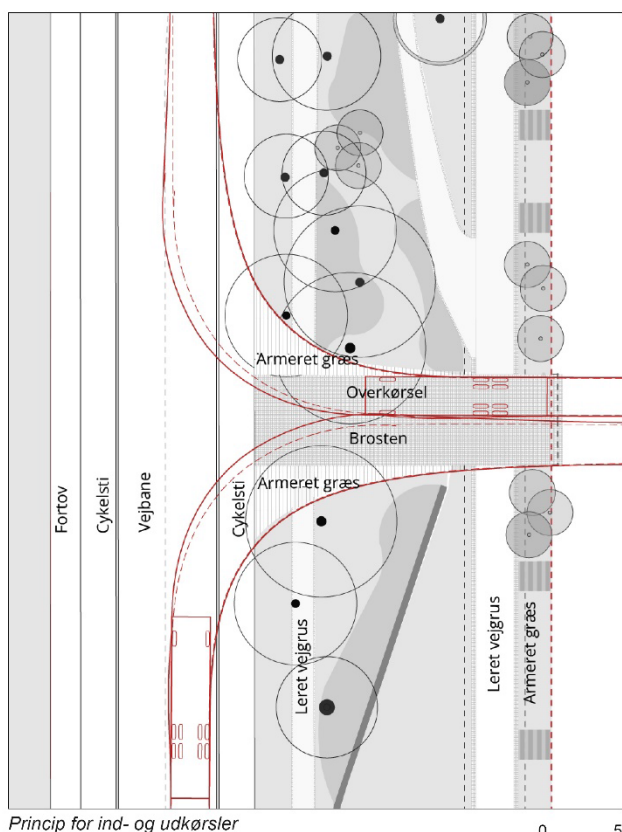 Armeret græs
Overkørsel
Brosten
Armeret græs
Fortov
Cykelsti
Vejbane
Cykelsti
Leret vejgrus
Leret vejgrus
Armeret græs
Princip for ind- og udkørsler
0 5